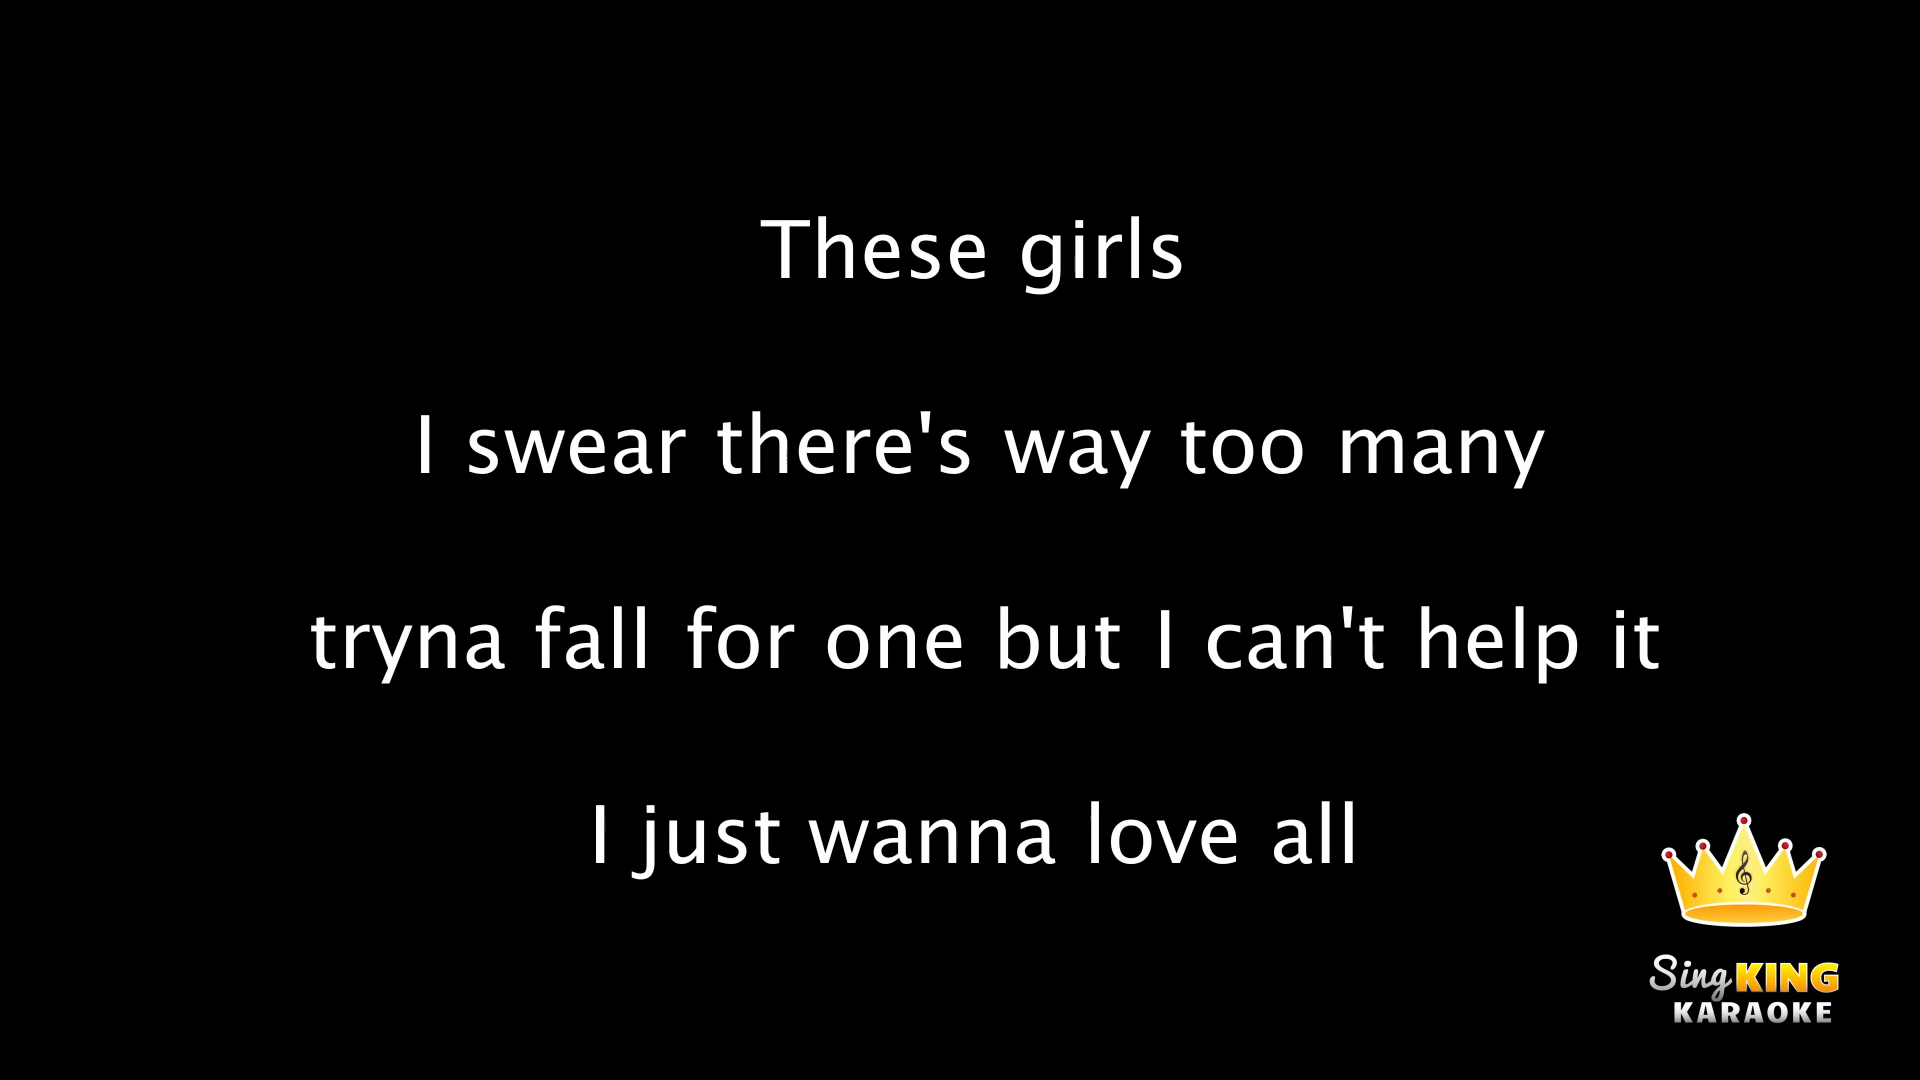 These girls
I swear there's way too many
tryna fall for one but I can't help it
I just wanna love all
Sing KING
KARAOKE